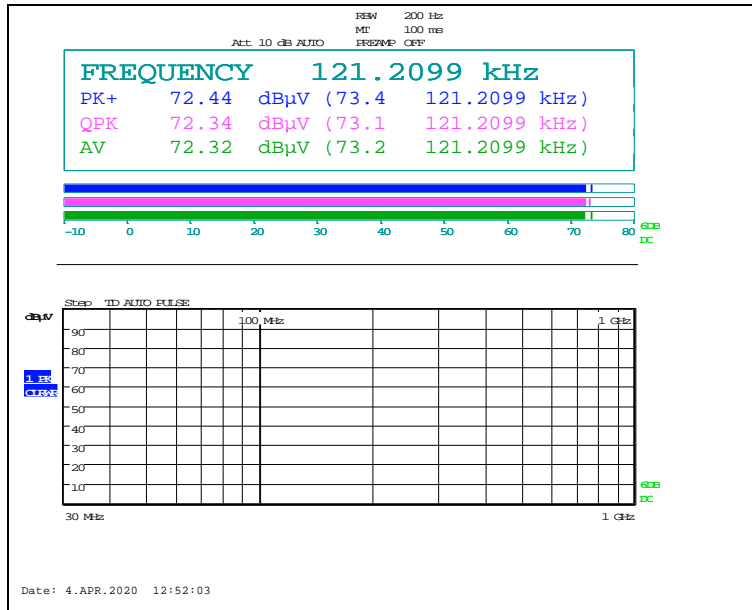 RBW 200 Hz
MT 100 ms
Att 10 dB AUTO PREAMP OFF
FREQUENCY 121.2099 kHz
PK+ 72.44 dBµV (73.4 121.2099 kHz)
QPK 72.34 dBµV (73.1 121.2099 kHz)
AV 72.32 dBµV (73.2 121.2099 kHz)
-10 0 10 20 30 40 50 60 70 80
6DB
DC
Step TD AUTO PULSE
dBµV
100 MHz 1 GHz
90
80
70
1 PK
CLRWR
60
50
40
30
20
10
6DB
DC
30 MHz 1 GHz
Date: 4.APR.2020 12:52:03